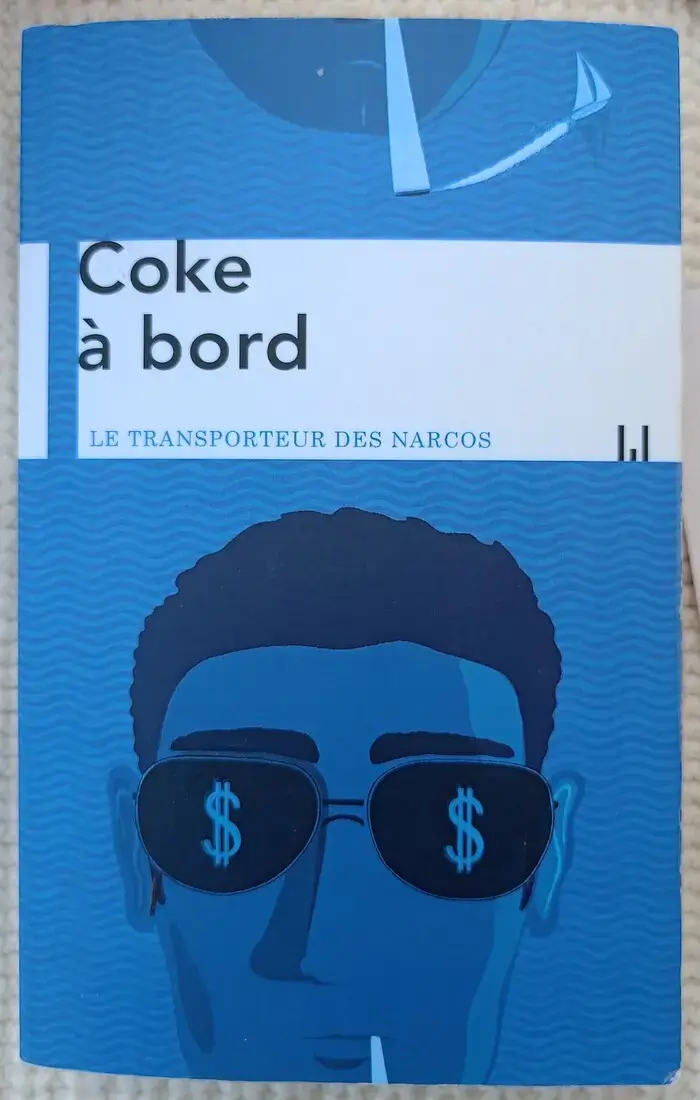 Coke
à bord
LE TRANSPORTEUR DES NARCOS
$ $